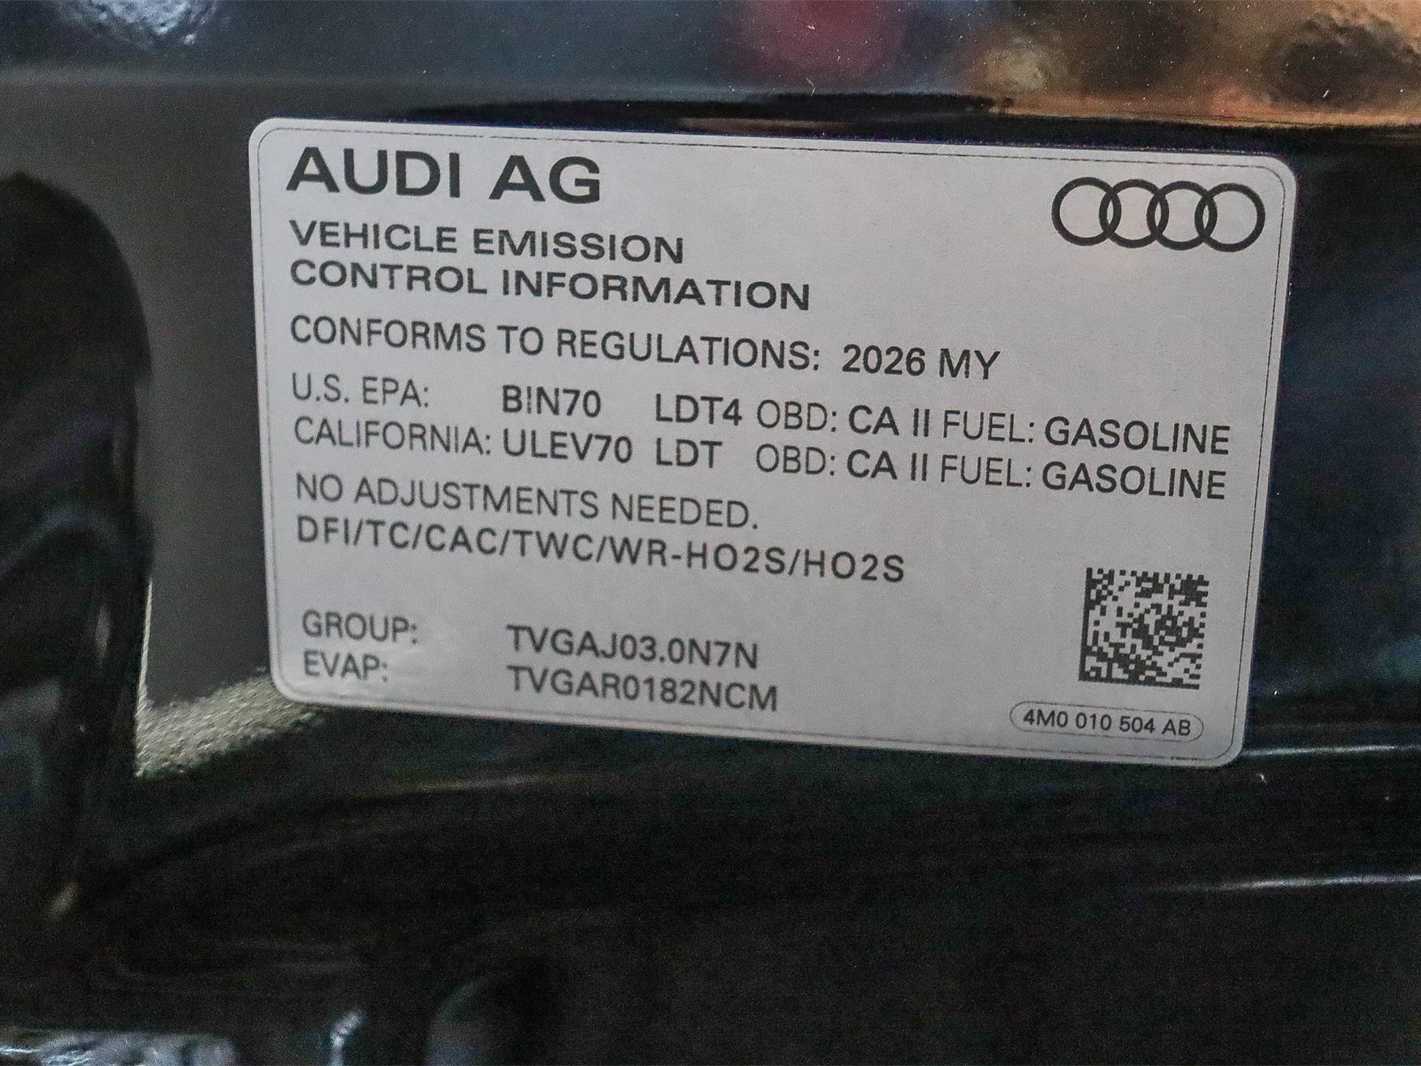 AUDI AG
VEHICLE EMISSION
CONTROL INFORMATION
CONFORMS TO REGULATIONS: 2026 MY
U.S. EPA: BIN70 LDT4 OBD: CA II FUEL: GASOLINE
CALIFORNIA: ULEV70 LDT OBD: CA II FUEL: GASOLINE
NO ADJUSTMENTS NEEDED.
DFI/TC/CAC/TWC/WR-HO2S/HO2S
GROUP: TVGAJ03.0N7N
EVAP: TVGAR0182NCM
4M0 010 504 AB